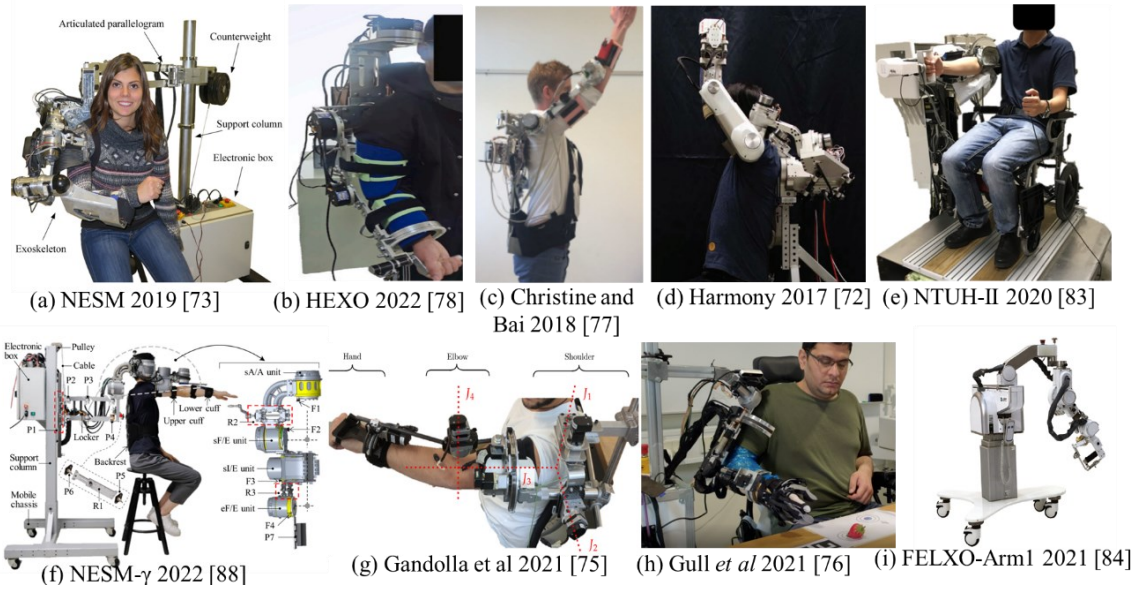 Articulated parallelogram
Counterweight
Support column
Electronic box
Exoskeleton
(a) NESM 2019 [73]
(b) HEXO 2022 [78]
(c) Christine and
Bai 2018 [77]
(d) Harmony 2017 [72]
(e) NTUH-II 2020 [83]
Electronic
box
Pulley
Cable
P2 P3
P1
Locker
P4
Lower cuff
Upper cuff
Backrest
P5
P6
R1
Support
column
Mobile
chassis
sA/A unit
F1
R2
F2
sF/E unit
sI/E unit
F3
R3
eF/E unit
F4
P7
(f) NESM-γ 2022 [88]
Hand
Elbow
Shoulder
J4
J1
J3
J2
(g) Gandolla et al 2021 [75]
(h) Gull et al 2021 [76]
(i) FELXO-Arm1 2021 [84]